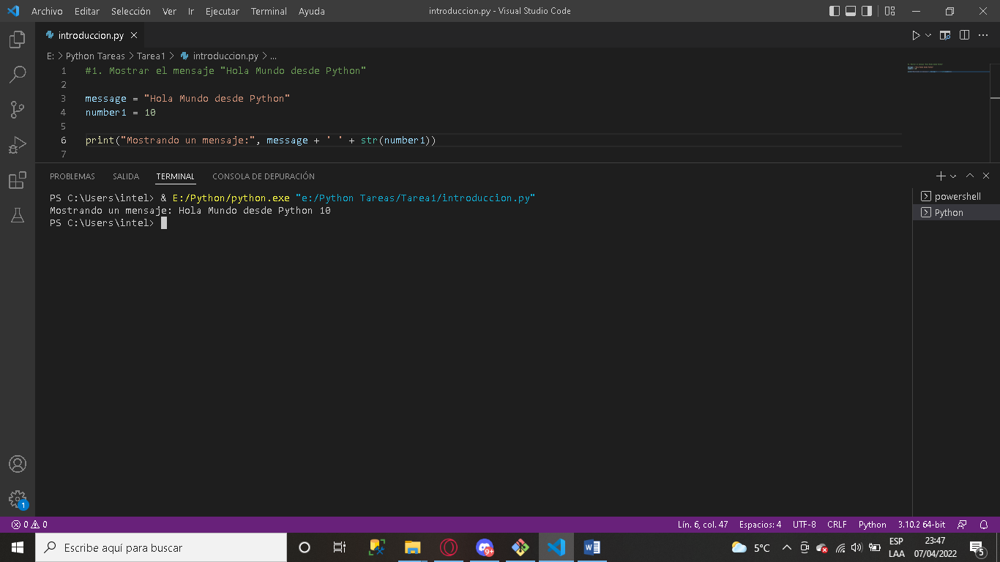 Archivo Editar Selección Ver Ir Ejecutar Terminal Ayuda introduccion.py - Visual Studio Code
introduccion.py
E: > Python Tareas > Tarea1 > introduccion.py > ...
1 #1. Mostrar el mensaje "Hola Mundo desde Python"
2
3 message = "Hola Mundo desde Python"
4 number1 = 10
5
6 print("Mostrando un mensaje:", message + ' ' + str(number1))
7
PROBLEMAS SALIDA TERMINAL CONSOLA DE DEPURACIÓN
PS C:\Users\intel> & E:/Python/python.exe "e:/Python Tareas/Tarea1/introduccion.py"
Mostrando un mensaje: Hola Mundo desde Python 10
PS C:\Users\intel>
powershell
Python
1
0 0 Lín. 6, col. 47 Espacios: 4 UTF-8 CRLF Python 3.10.2 64-bit
Escribe aquí para buscar 9+ 5°C ESP LAA 23:47 07/04/2022 5